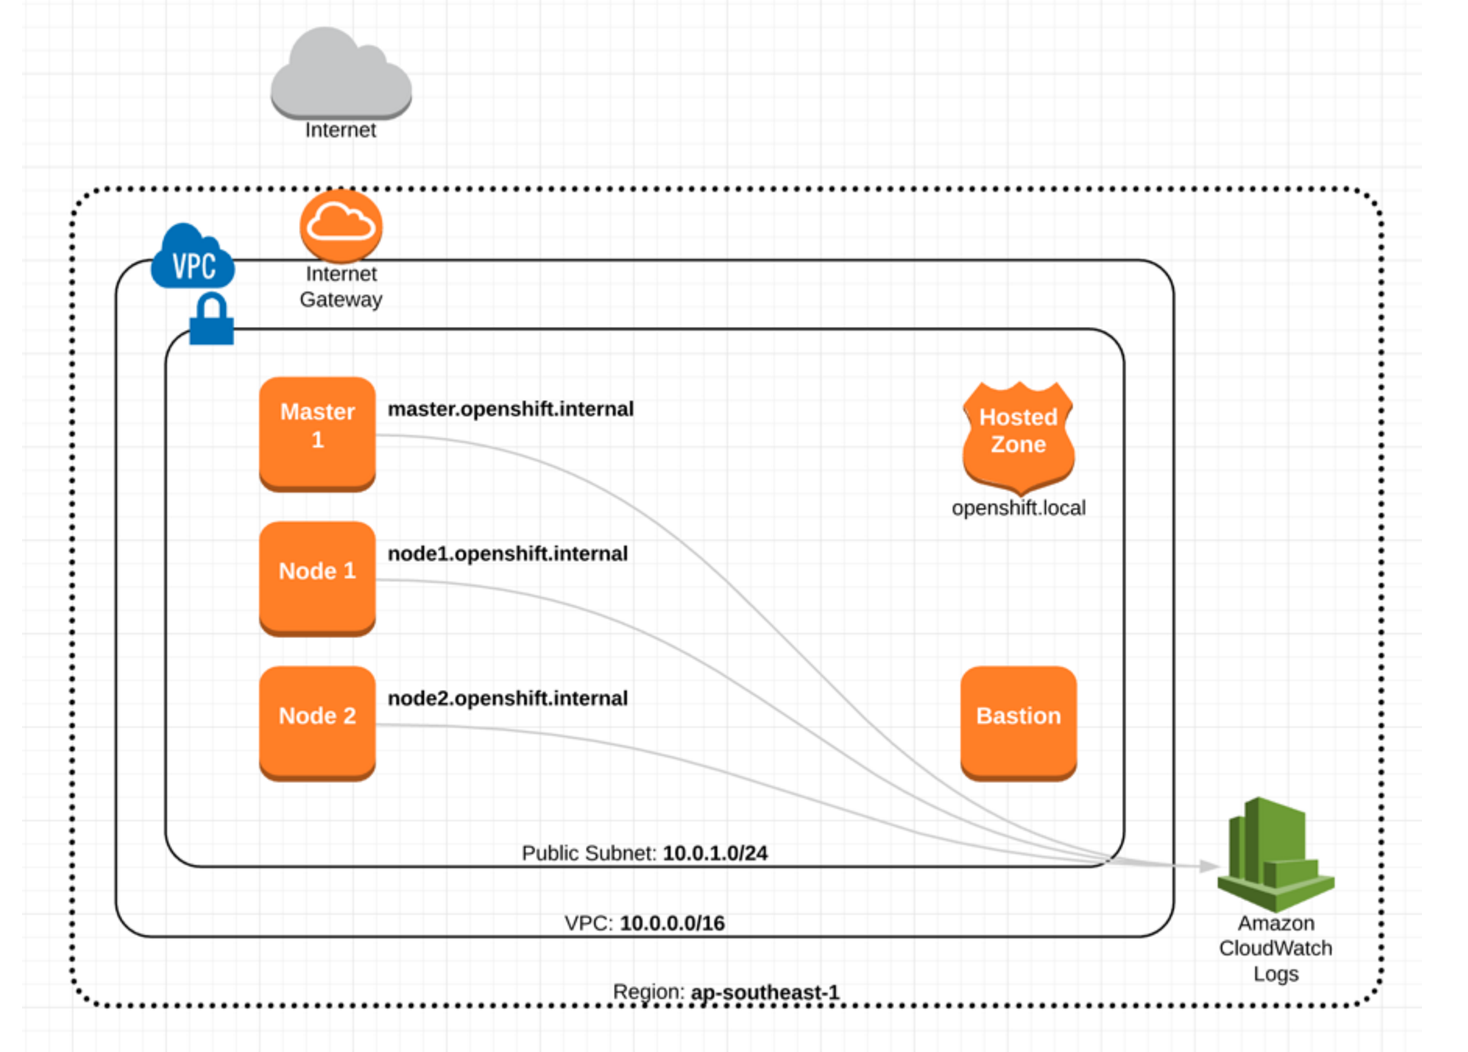 Internet
VPC
Internet
Gateway
Master
1
master.openshift.internal
Hosted
Zone
openshift.local
Node 1
node1.openshift.internal
Node 2
node2.openshift.internal
Bastion
Public Subnet: 10.0.1.0/24
VPC: 10.0.0.0/16
Amazon
CloudWatch
Logs
Region: ap-southeast-1